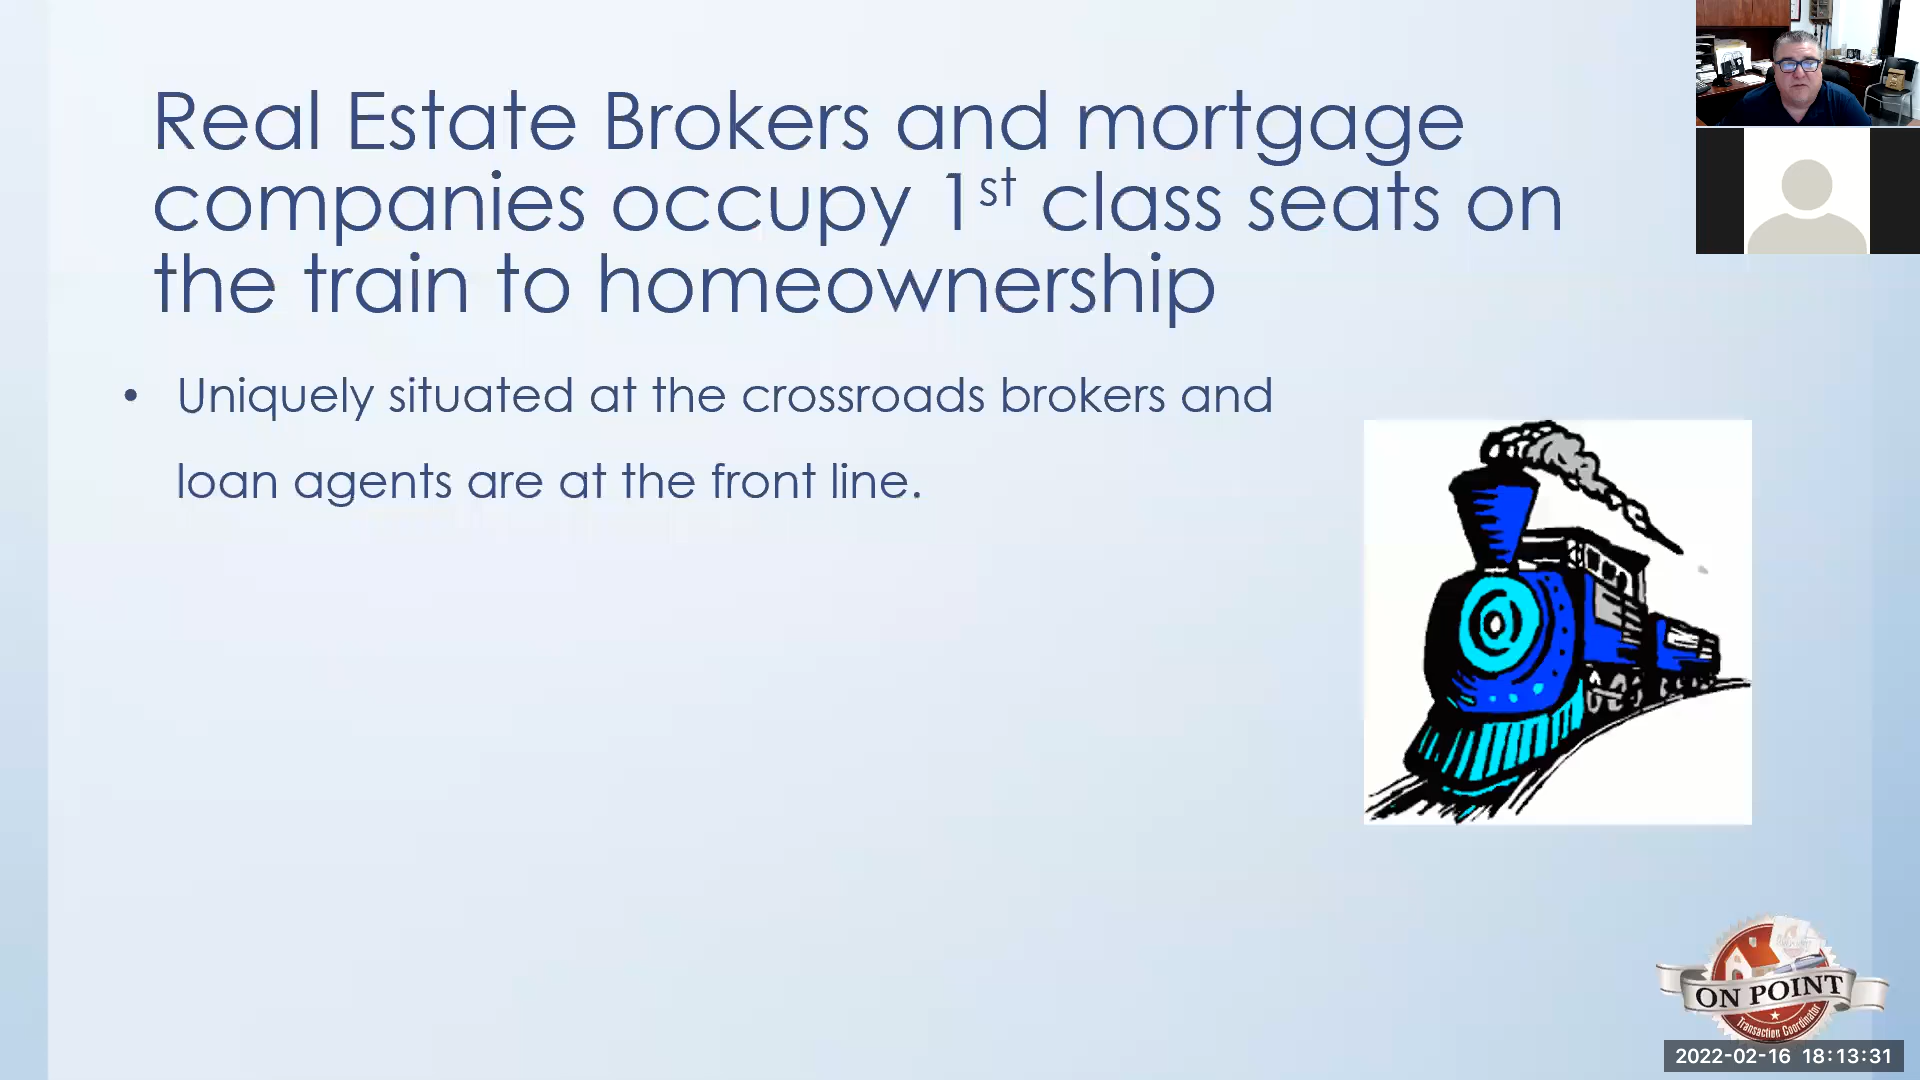 Real Estate Brokers and mortgage
companies occupy 1st class seats on
the train to homeownership
• Uniquely situated at the crossroads brokers and
loan agents are at the front line.
ON POINT
Transaction Coordinator
2022-02-16 18:13:31